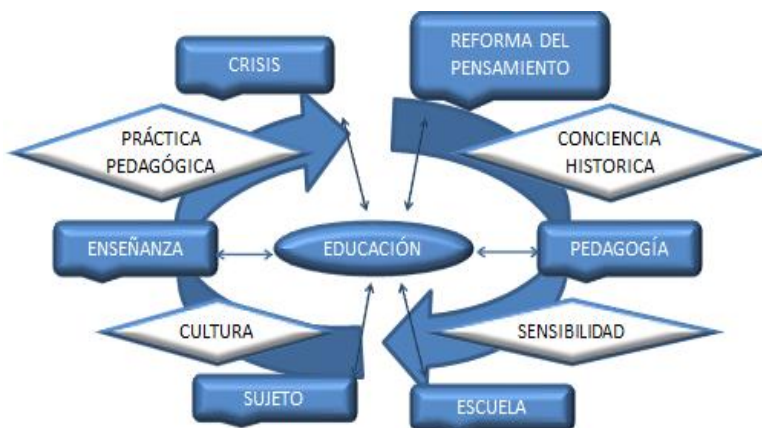 CRISIS
REFORMA DEL
PENSAMIENTO
PRÁCTICA
PEDAGÓGICA
CONCIENCIA
HISTORICA
ENSEÑANZA
EDUCACIÓN
PEDAGOGÍA
CULTURA
SENSIBILIDAD
SUJETO
ESCUELA